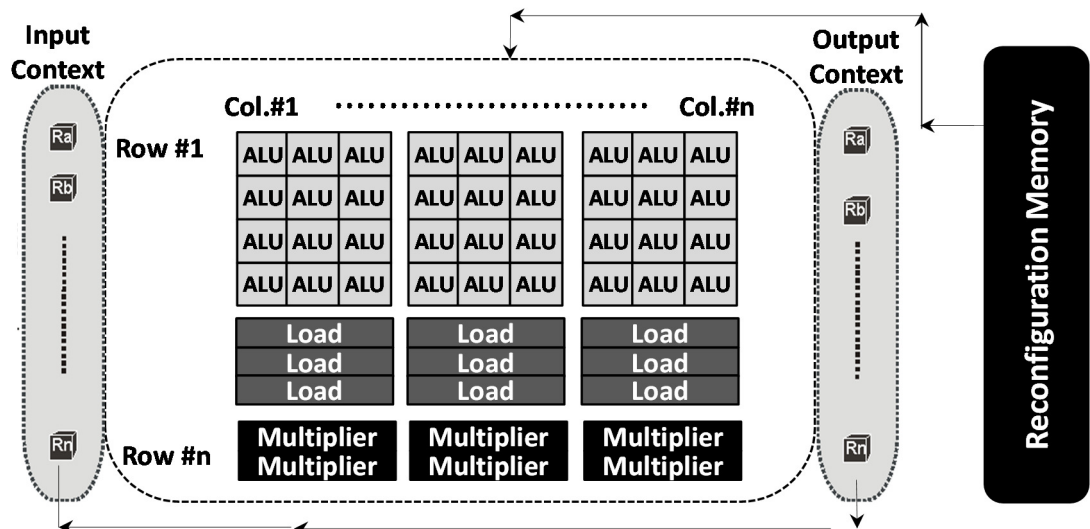 Input
Context
Output
Context
Col.#1
Col.#n
Row #1
Ra
Rb
Rn
ALU ALU ALU ALU ALU ALU ALU ALU ALU
ALU ALU ALU ALU ALU ALU ALU ALU ALU
ALU ALU ALU ALU ALU ALU ALU ALU ALU
ALU ALU ALU ALU ALU ALU ALU ALU ALU
Load Load Load
Load Load Load
Load Load Load
Row #n
Multiplier Multiplier Multiplier
Multiplier Multiplier Multiplier
Ra
Rb
Rn
Reconfiguration Memory